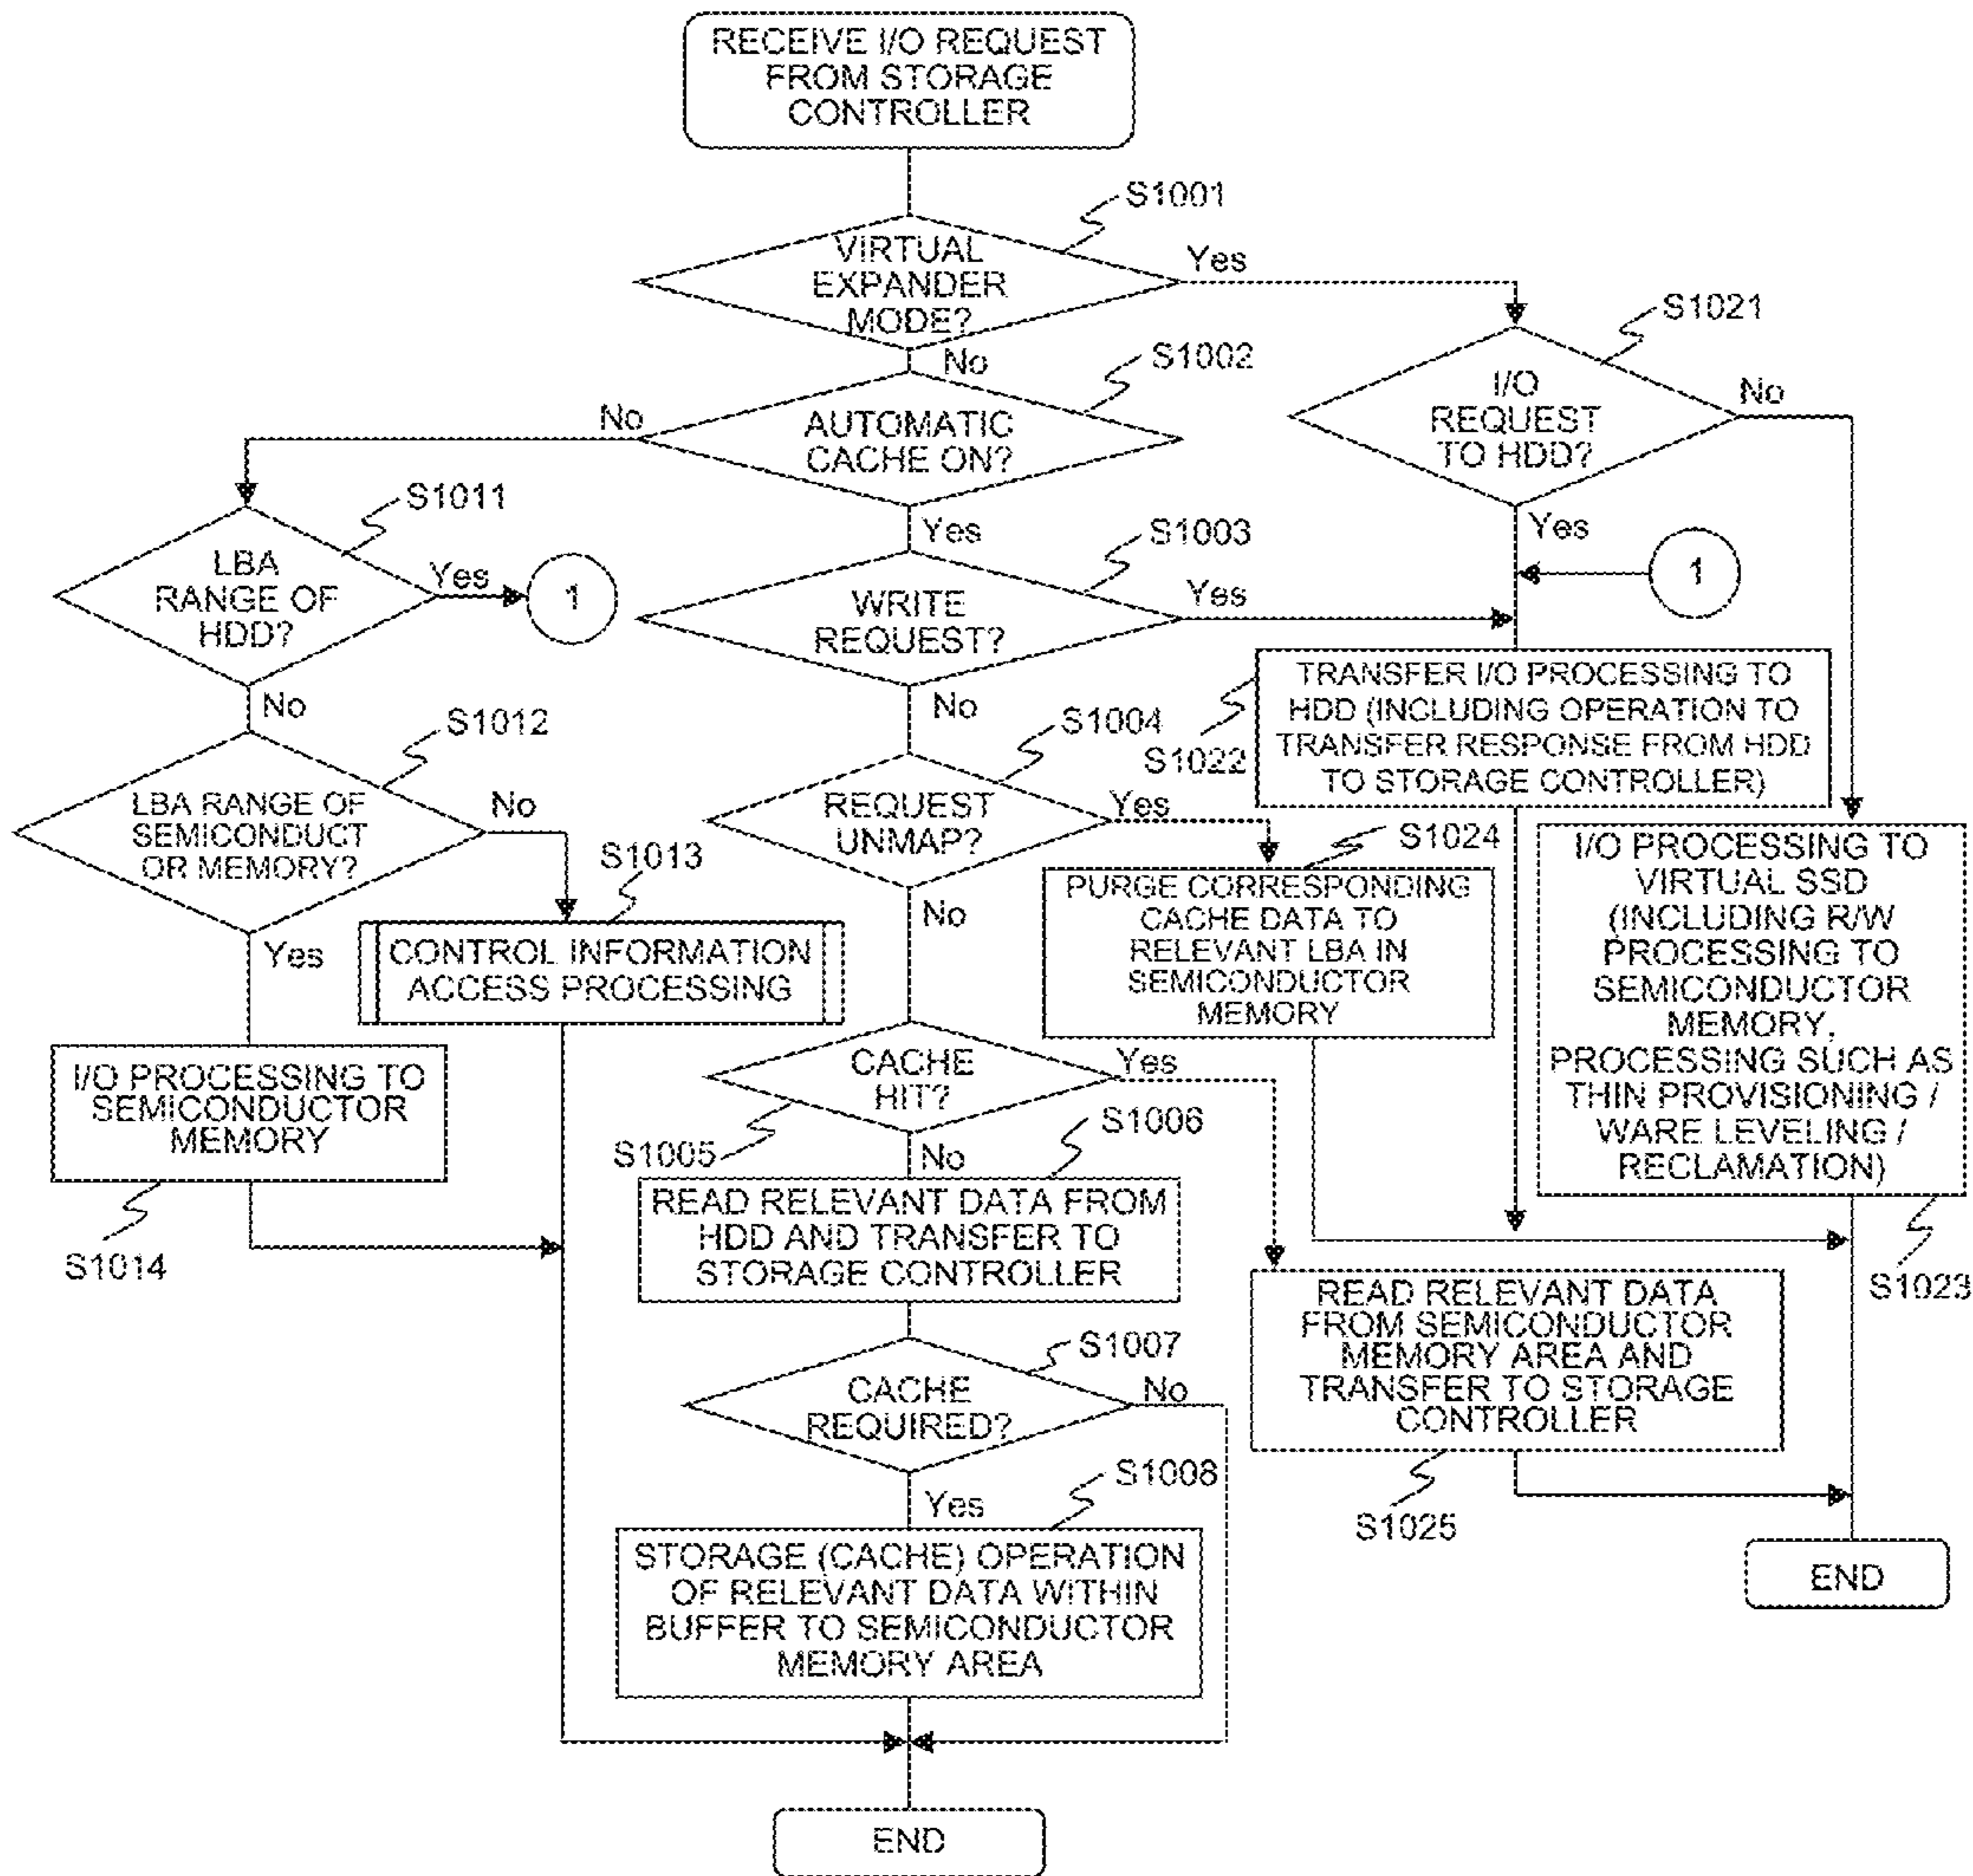 RECEIVE I/O REQUEST
FROM STORAGE
CONTROLLER
S1001
VIRTUAL
EXPANDER
MODE?
Yes
No
S1021
I/O
REQUEST
TO HDD?
No
Yes
S1002
AUTOMATIC
CACHE ON?
No
Yes
S1011
LBA
RANGE OF
HDD?
Yes
1
No
S1003
WRITE
REQUEST?
Yes
No
1
S1022
TRANSFER I/O PROCESSING TO
HDD (INCLUDING OPERATION TO
TRANSFER RESPONSE FROM HDD
TO STORAGE CONTROLLER)
S1012
LBA RANGE OF
SEMICONDUCT
OR MEMORY?
No
Yes
S1004
REQUEST
UNMAP?
Yes
No
S1024
PURGE CORRESPONDING
CACHE DATA TO
RELEVANT LBA IN
SEMICONDUCTOR
MEMORY
I/O PROCESSING TO
VIRTUAL SSD
(INCLUDING R/W
PROCESSING TO
SEMICONDUCTOR
MEMORY,
PROCESSING SUCH AS
THIN PROVISIONING /
WARE LEVELING /
RECLAMATION)
S1023
S1013
CONTROL INFORMATION
ACCESS PROCESSING
I/O PROCESSING TO
SEMICONDUCTOR
MEMORY
S1014
CACHE
HIT?
S1005
Yes
No
S1006
READ RELEVANT DATA FROM
HDD AND TRANSFER TO
STORAGE CONTROLLER
READ RELEVANT DATA
FROM SEMICONDUCTOR
MEMORY AREA AND
TRANSFER TO STORAGE
CONTROLLER
S1025
S1007
CACHE
REQUIRED?
No
Yes
S1008
STORAGE (CACHE) OPERATION
OF RELEVANT DATA WITHIN
BUFFER TO SEMICONDUCTOR
MEMORY AREA
END
END